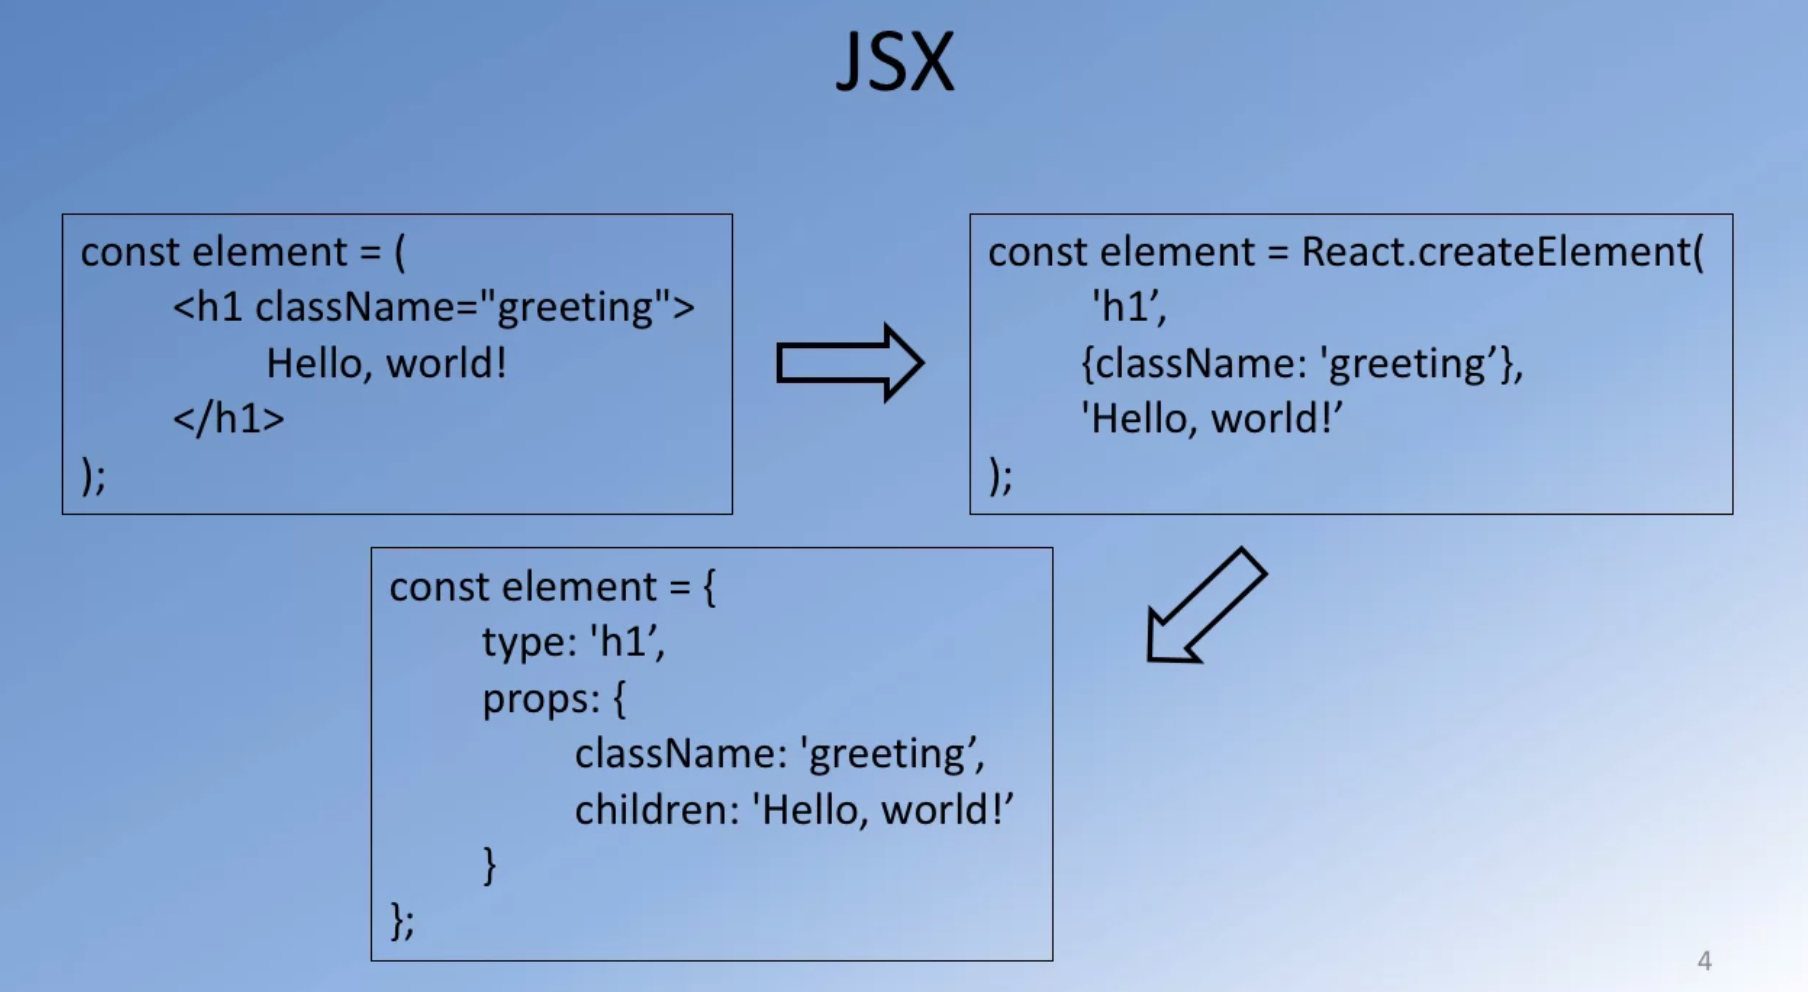 JSX
const element = (
<h1 className="greeting">
Hello, world!
</h1>
);
const element = React.createElement(
'h1’,
{className: 'greeting’},
'Hello, world!’
);
const element = {
type: 'h1’,
props: {
className: 'greeting’,
children: 'Hello, world!’
}
};
4